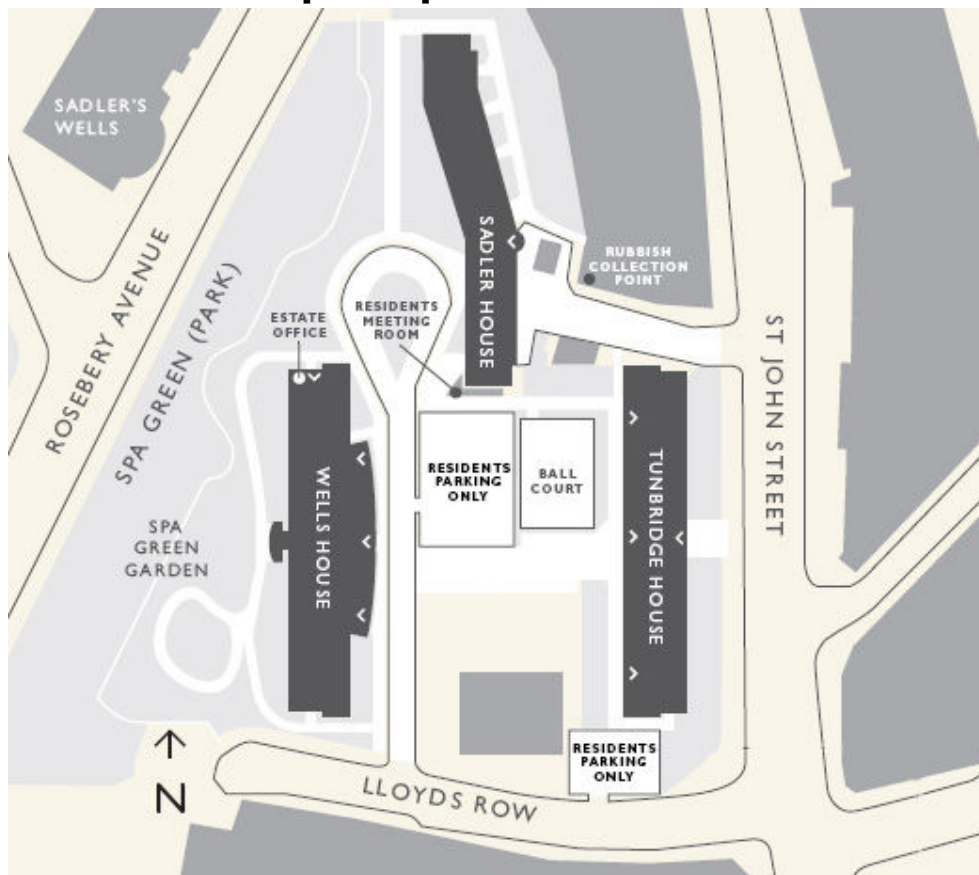 SADLER'S
WELLS
ROSEBERY AVENUE
SPA GREEN (PARK)
SADLER HOUSE
RUBBISH
COLLECTION
POINT
ESTATE
OFFICE
RESIDENTS
MEETING
ROOM
ST JOHN STREET
WELLS HOUSE
RESIDENTS
PARKING
ONLY
BALL
COURT
TUNBRIDGE HOUSE
SPA
GREEN
GARDEN
RESIDENTS
PARKING
ONLY
N
LLOYDS ROW